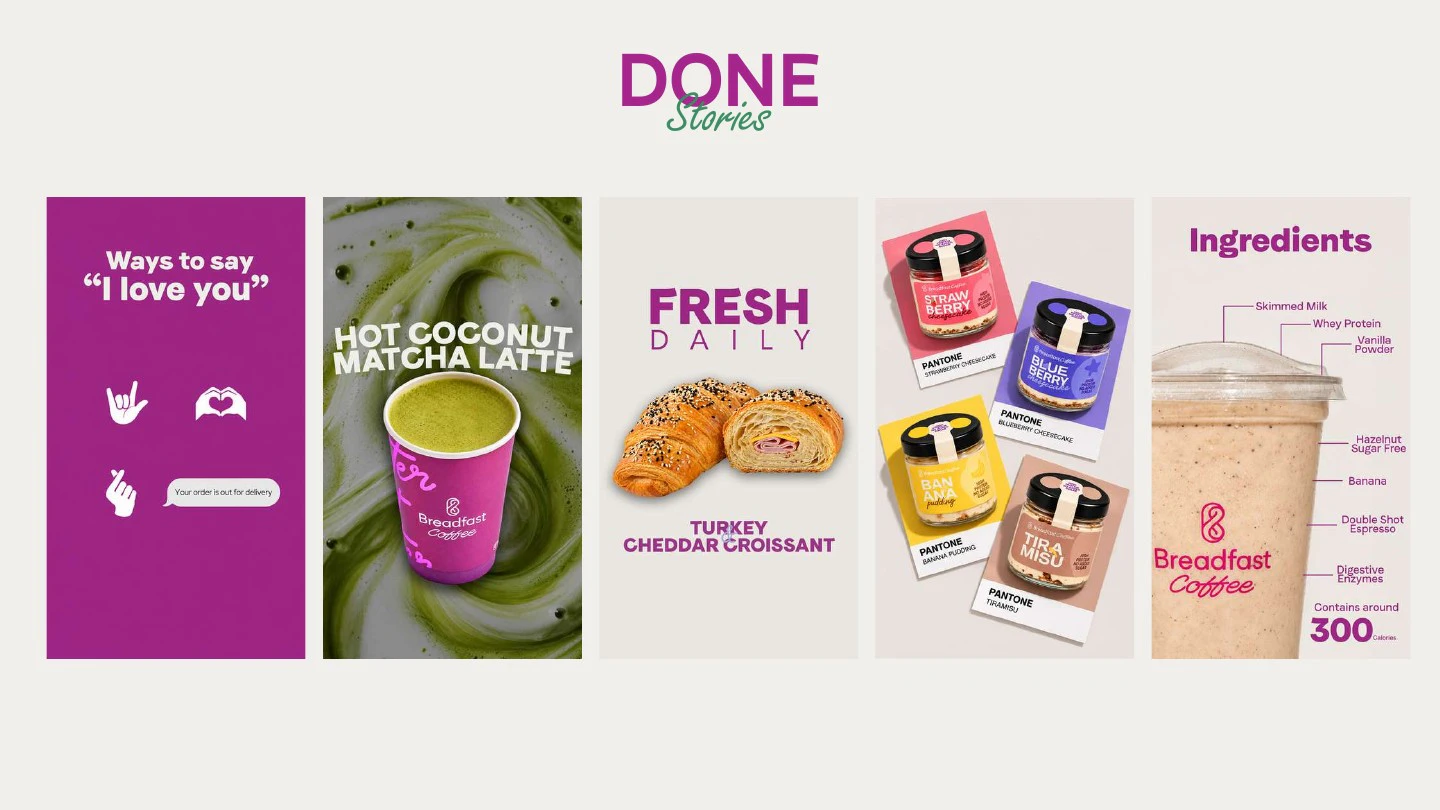 DONE
Stories
Ways to say
“I love you”
Your order is out for delivery
HOT COCONUT
MATCHA LATTE
Breadfast
Coffee
FRESH
DAILY
TURKEY
CHEDDAR CROISSANT
STRAW
BERRY
cheesecake
PANTONE
STRAWBERRY CHEESECAKE
BLUE
BERRY
cheesecake
PANTONE
BLUEBERRY CHEESECAKE
BAN
ANA
pudding
PANTONE
BANANA PUDDING
TIRA
MISU
PANTONE
TIRAMISU
Ingredients
Skimmed Milk
Whey Protein
Vanilla
Powder
Hazelnut
Sugar Free
Banana
Double Shot
Espresso
Digestive
Enzymes
Contains around
300 Calories
Breadfast
Coffee